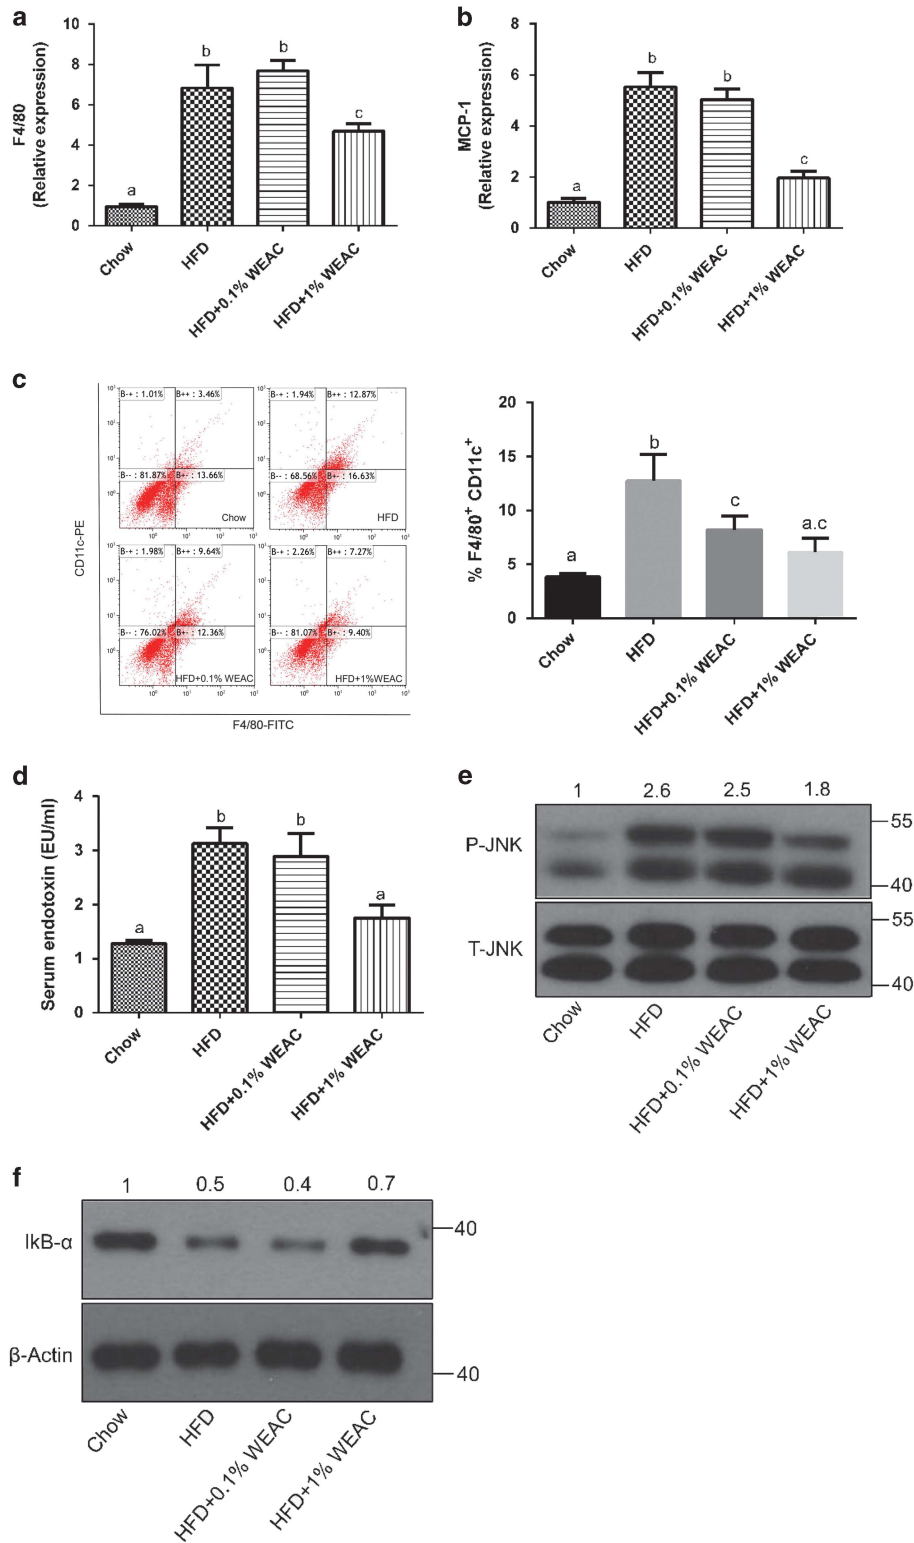 a
F4/80
(Relative expression)
10
8
6
4
2
0
a
b
b
c
Chow
HFD
HFD+0.1% WEAC
HFD+1% WEAC
b
MCP-1
(Relative expression)
8
6
4
2
0
a
b
b
c
Chow
HFD
HFD+0.1% WEAC
HFD+1% WEAC
c
CD11c-PE
B-+ : 1.01% B++ : 3.46%
B-- : 81.87% B+- : 13.66%
Chow
B-+ : 1.94% B++ : 12.87%
B-- : 68.56% B+- : 16.63%
HFD
B-+ : 1.98% B++ : 9.64%
B-- : 76.02% B+- : 12.36%
HFD+0.1% WEAC
B-+ : 2.26% B++ : 7.27%
B-- : 81.07% B+- : 9.40%
HFD+1%WEAC
F4/80-FITC
% F4/80⁺ CD11c⁺
20
15
10
5
0
a
b
c
a.c
Chow
HFD
HFD+0.1% WEAC
HFD+1% WEAC
d
Serum endotoxin (EU/ml)
4
3
2
1
0
a
b
b
a
Chow
HFD
HFD+0.1% WEAC
HFD+1% WEAC
e
1 2.6 2.5 1.8
P-JNK
55
40
T-JNK
55
40
Chow
HFD
HFD+0.1% WEAC
HFD+1% WEAC
f
1 0.5 0.4 0.7
IkB-α
40
β-Actin
40
Chow
HFD
HFD+0.1% WEAC
HFD+1% WEAC